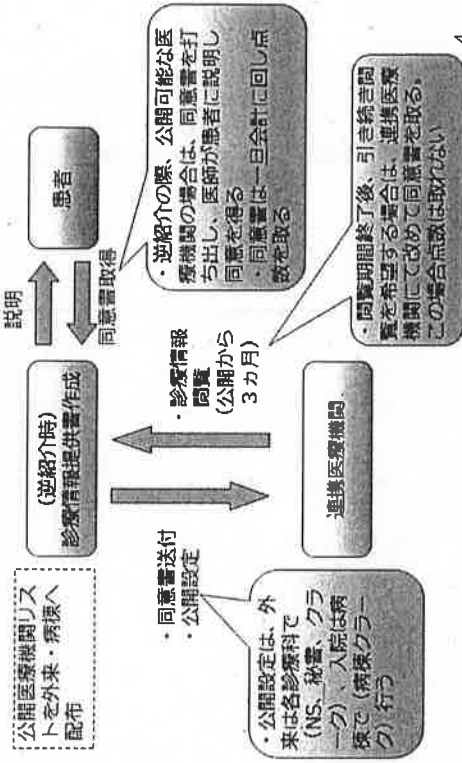 公開医療機関リス
トを外来・病棟へ
配布
(逆紹介時)
診療情報提供書作成
説明
同意書取得
患者
・逆紹介の際、公開可能な医
療機関の場合は、同意書を打
ち出し、医師が患者に説明し
同意を得る
・同意書は一旦会計に回し点
数を取る
・同意書送付
・公開設定
・診療情報
閲覧
(公開から
3ヵ月)
・公開設定は、外
来は各診療科で
(NS、秘書、クラ
ーク)、入院は病
棟で(病棟クラー
ク)行う
連携医療機関
・閲覧期間終了後、引き続き閲
覧を希望する場合は、連携医療
機関にて改めて同意書を取る。
この場合点数は取れない
4